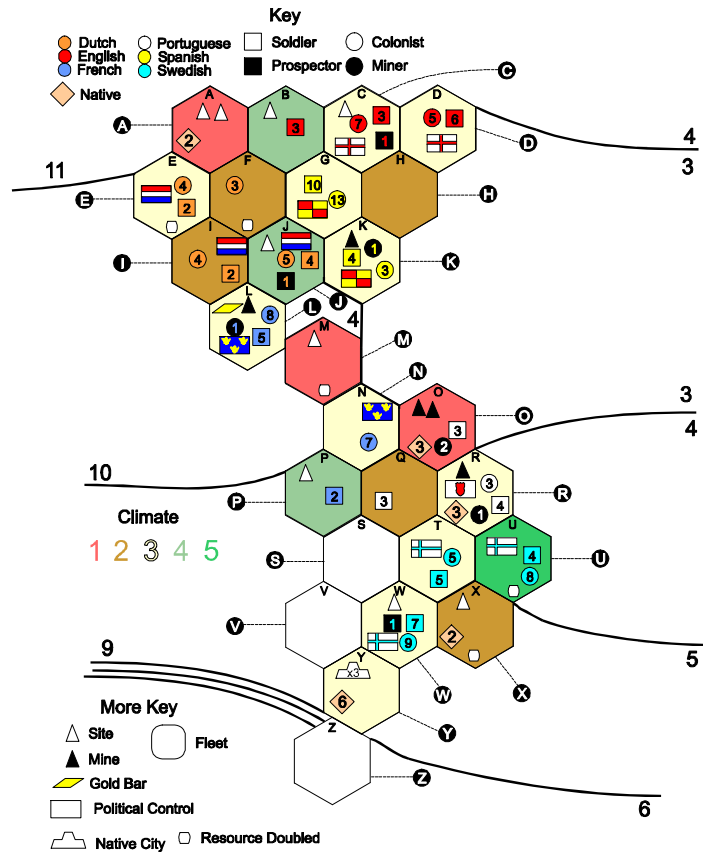 Key
Dutch
English
French
Native
Portuguese
Spanish
Swedish
Soldier
Prospector
Colonist
Miner
C
A B C D
A
2
3
7 3
1
5 6
D
4
3
11
E F G H
E
4
2
3
10
13
H
I J K
I
4
2
5 4
1
1
4
3
K
L
8
1
5
L
J
4
M
M
N
N O
7
3
3 2
O
3
4
10
P Q R
P
2
3
3
3 1 4
R
Climate
1 2 3 4 5
S T U
S
5
5
4
8
U
V W X
V
1 7
9
2
5
9
Y
x3
6
W
X
Y
More Key
Site
Mine
Gold Bar
Political Control
Native City
Fleet
Resource Doubled
Z
Z
6